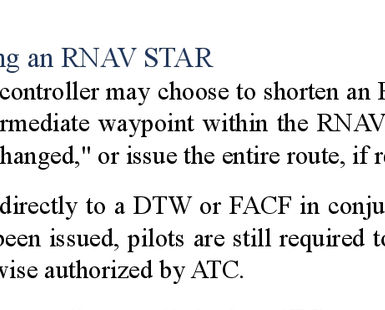 ng an RNAV STAR
controller may choose to shorten an
rmediate waypoint within the RNAV
hanged," or issue the entire route, if re
directly to a DTW or FACF in conju
been issued, pilots are still required to
wise authorized by ATC.